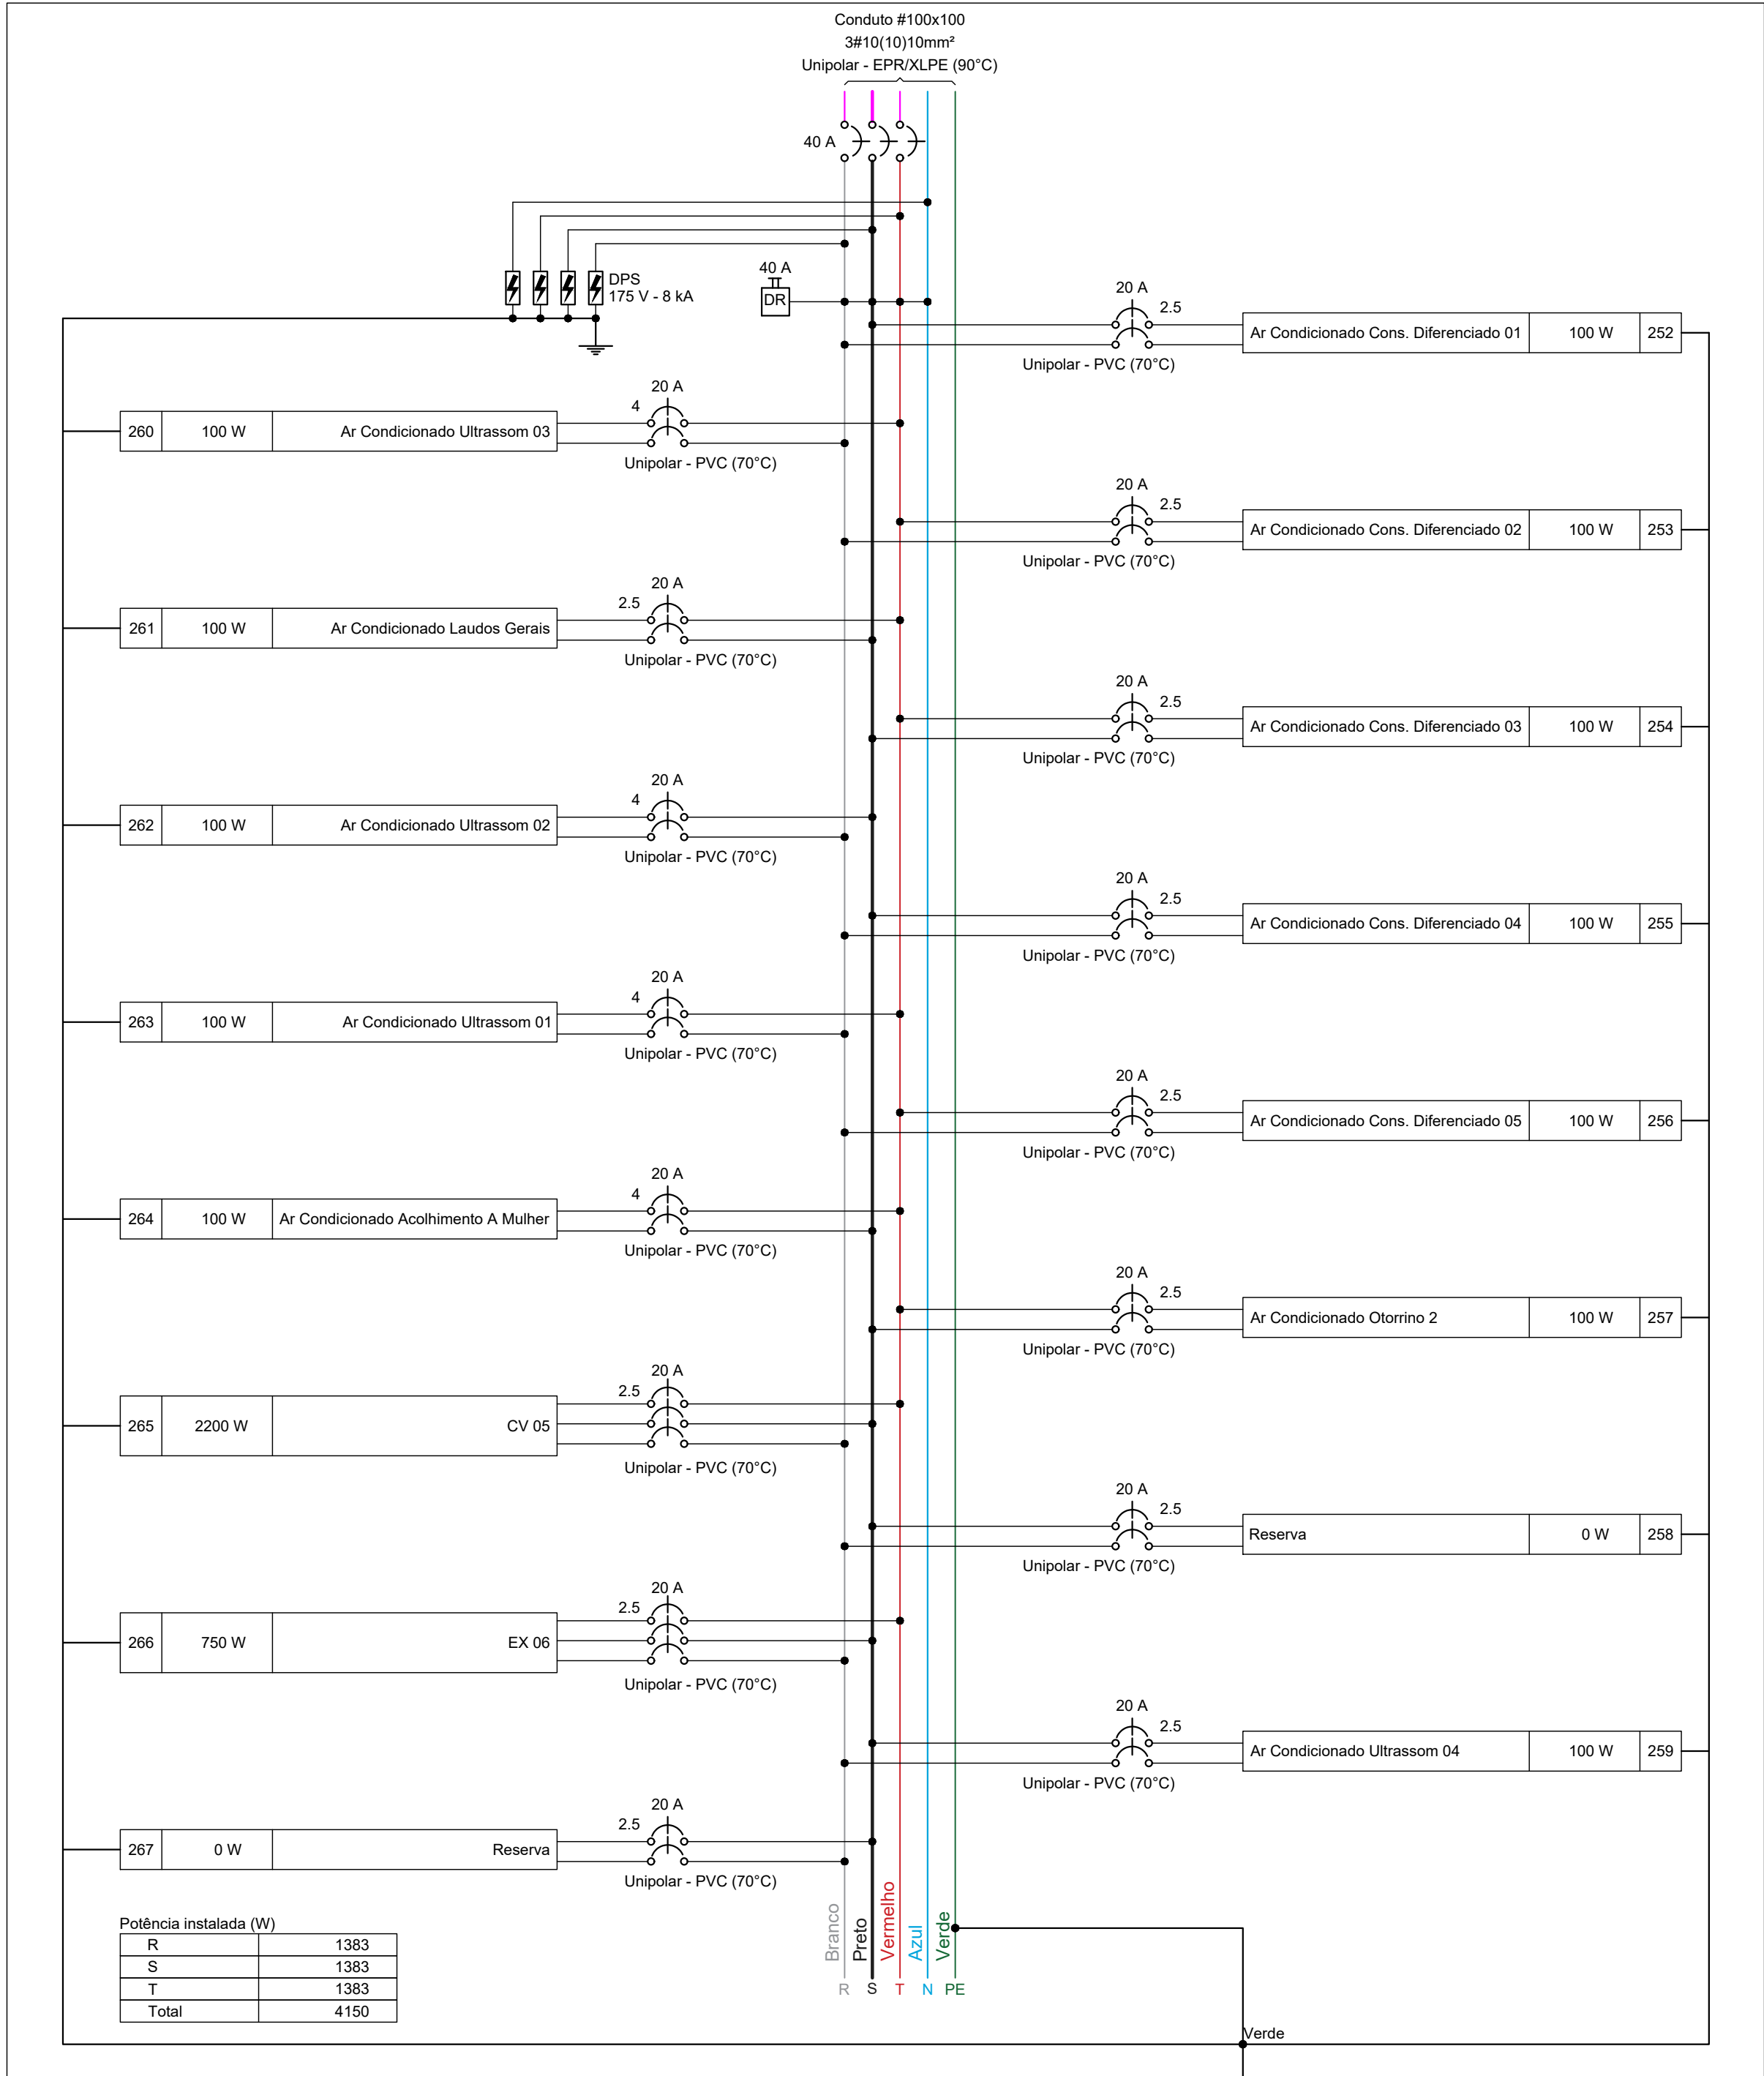 Conduto #100x100
3#10(10)10mm²
Unipolar - EPR/XLPE (90°C)
40 A
DPS
175 V - 8 kA
40 A
DR
20 A
2.5
Ar Condicionado Cons. Diferenciado 01 100 W 252
Unipolar - PVC (70°C)
20 A
4
260 100 W Ar Condicionado Ultrassom 03
Unipolar - PVC (70°C)
20 A
2.5
Ar Condicionado Cons. Diferenciado 02 100 W 253
Unipolar - PVC (70°C)
20 A
2.5
261 100 W Ar Condicionado Laudos Gerais
Unipolar - PVC (70°C)
20 A
2.5
Ar Condicionado Cons. Diferenciado 03 100 W 254
Unipolar - PVC (70°C)
20 A
4
262 100 W Ar Condicionado Ultrassom 02
Unipolar - PVC (70°C)
20 A
2.5
Ar Condicionado Cons. Diferenciado 04 100 W 255
Unipolar - PVC (70°C)
20 A
4
263 100 W Ar Condicionado Ultrassom 01
Unipolar - PVC (70°C)
20 A
2.5
Ar Condicionado Cons. Diferenciado 05 100 W 256
Unipolar - PVC (70°C)
20 A
4
264 100 W Ar Condicionado Acolhimento A Mulher
Unipolar - PVC (70°C)
20 A
2.5
Ar Condicionado Otorrino 2 100 W 257
Unipolar - PVC (70°C)
20 A
2.5
265 2200 W CV 05
Unipolar - PVC (70°C)
20 A
2.5
Reserva 0 W 258
Unipolar - PVC (70°C)
20 A
2.5
266 750 W EX 06
Unipolar - PVC (70°C)
20 A
2.5
Ar Condicionado Ultrassom 04 100 W 259
Unipolar - PVC (70°C)
20 A
2.5
267 0 W Reserva
Unipolar - PVC (70°C)
Branco
Preto
Vermelho
Azul
Verde
R S T N PE
Potência instalada (W)
R 1383
S 1383
T 1383
Total 4150
Verde